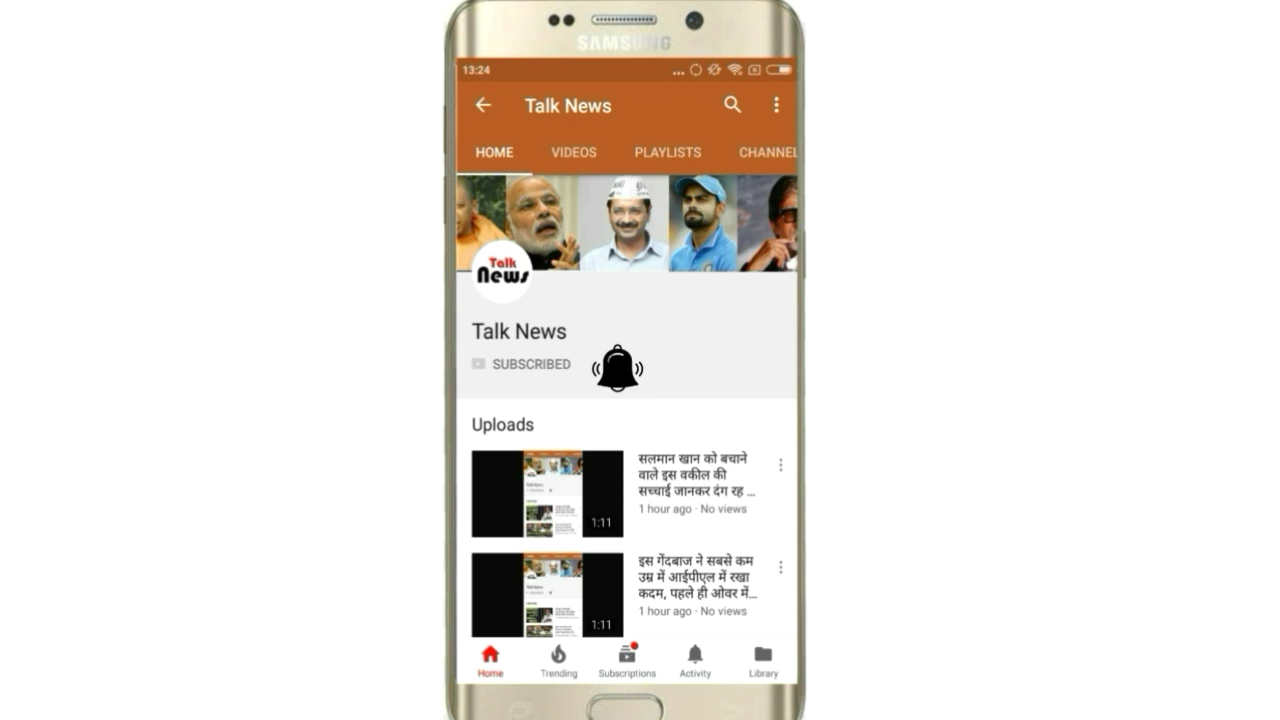 SAMSUNG
13:24
Talk News
HOME VIDEOS PLAYLISTS CHANNEL
Talk
News
Talk News
SUBSCRIBED
Uploads
सलमान खान को बचाने
वाले इस वकील की
सच्चाई जानकर दंग रह ...
1 hour ago · No views
1:11
इस गेंदबाज ने सबसे कम
उम्र में आईपीएल में रखा
कदम, पहले ही ओवर में...
1 hour ago · No views
1:11
Home Trending Subscriptions Activity Library